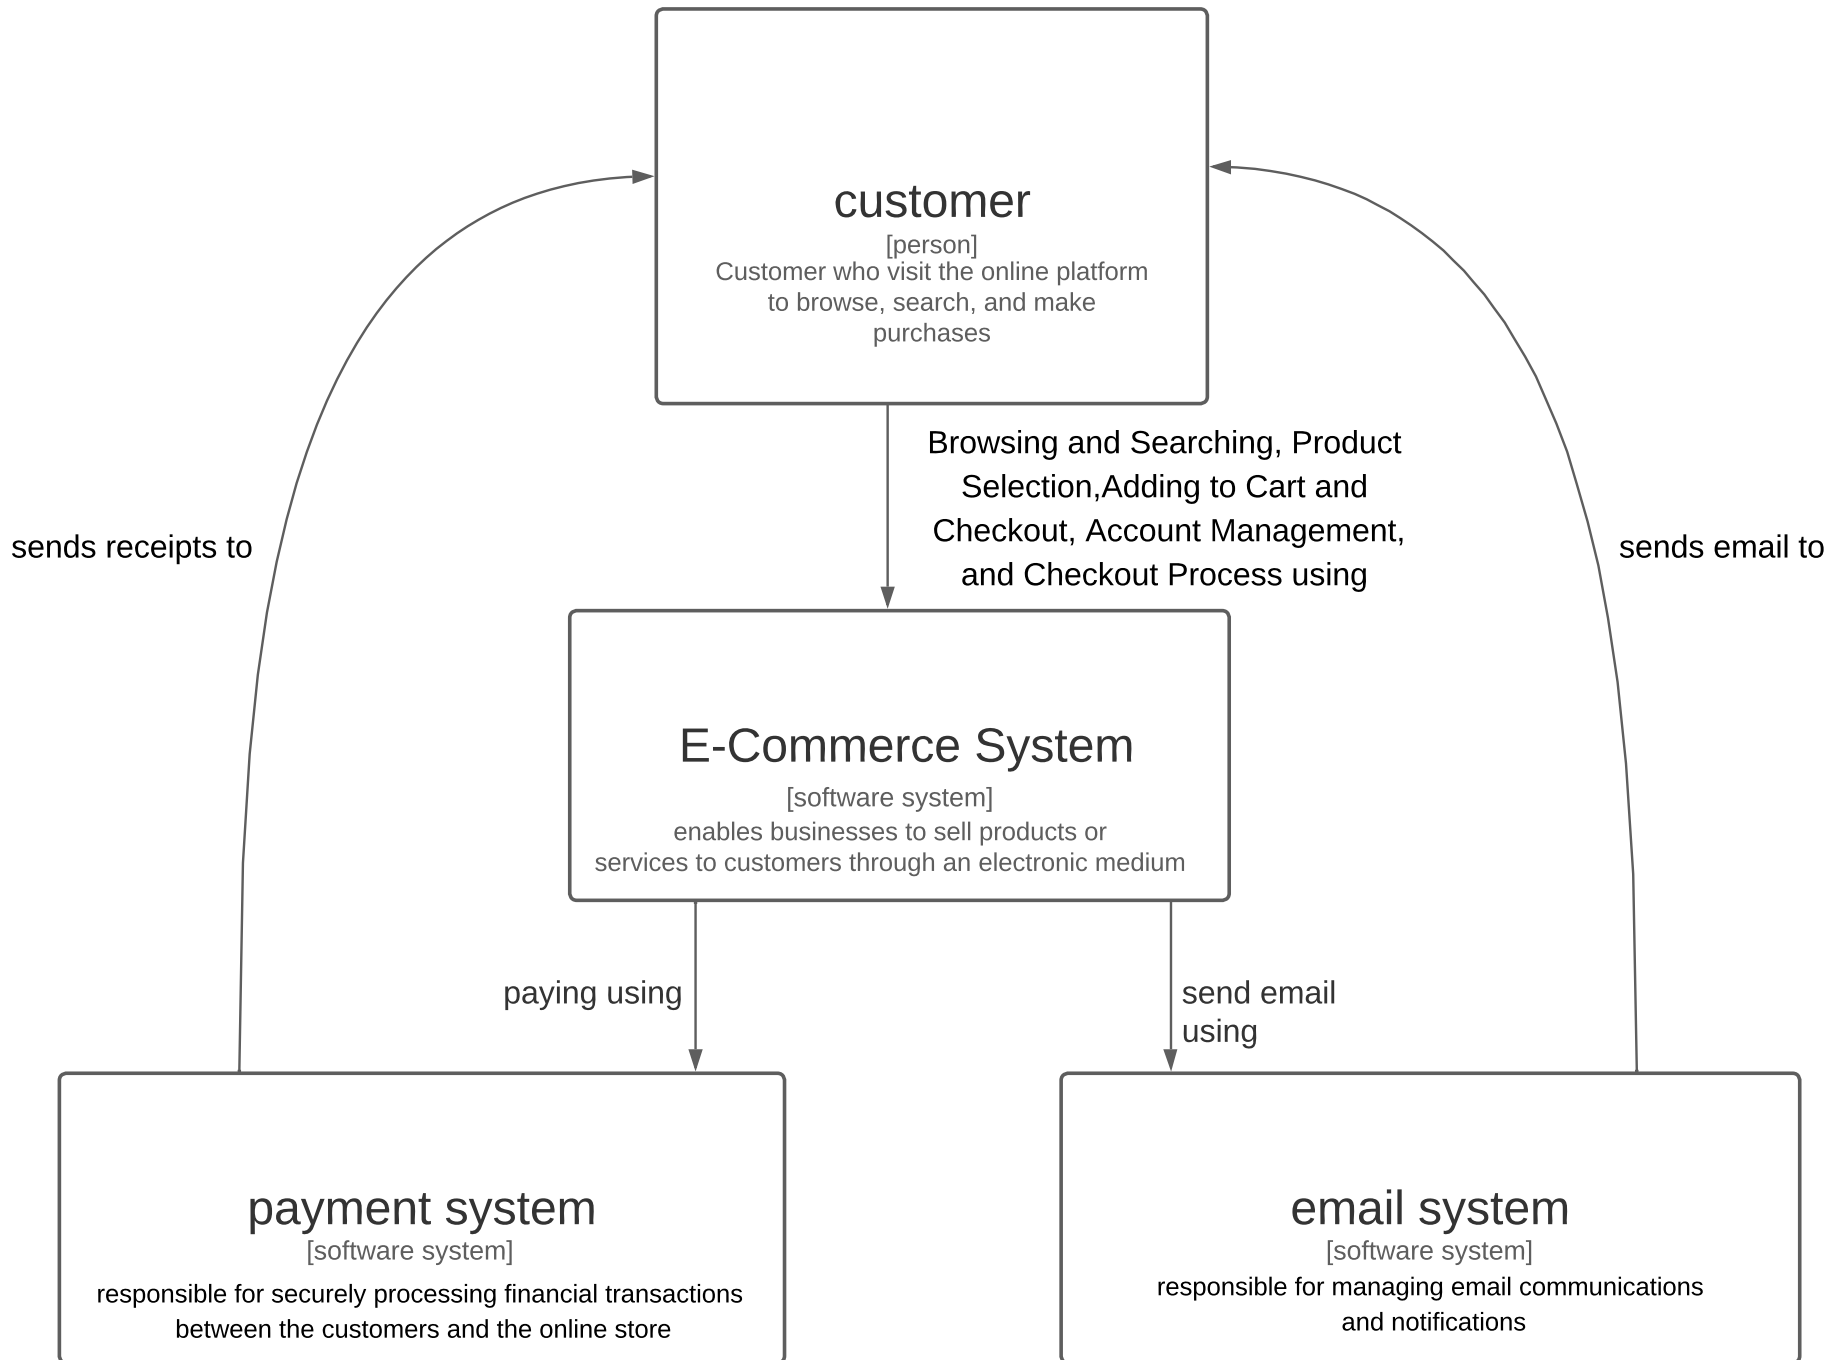 customer
[person]
Customer who visit the online platform
to browse, search, and make
purchases
Browsing and Searching, Product
Selection,Adding to Cart and
Checkout, Account Management,
and Checkout Process using
sends receipts to
sends email to
E-Commerce System
[software system]
enables businesses to sell products or
services to customers through an electronic medium
paying using
send email
using
payment system
[software system]
responsible for securely processing financial transactions
between the customers and the online store
email system
[software system]
responsible for managing email communications
and notifications